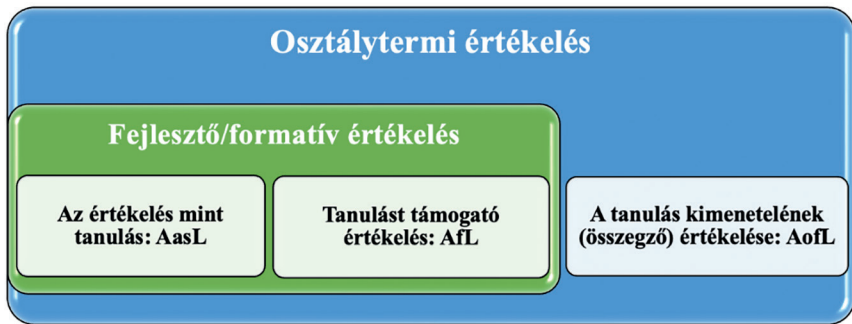 Osztálytermi értékelés
Fejlesztő/formatív értékelés
Az értékelés mint
tanulás: AasL
Tanulást támogató
értékelés: AfL
A tanulás kimenetelének
(összegző) értékelése: AofL